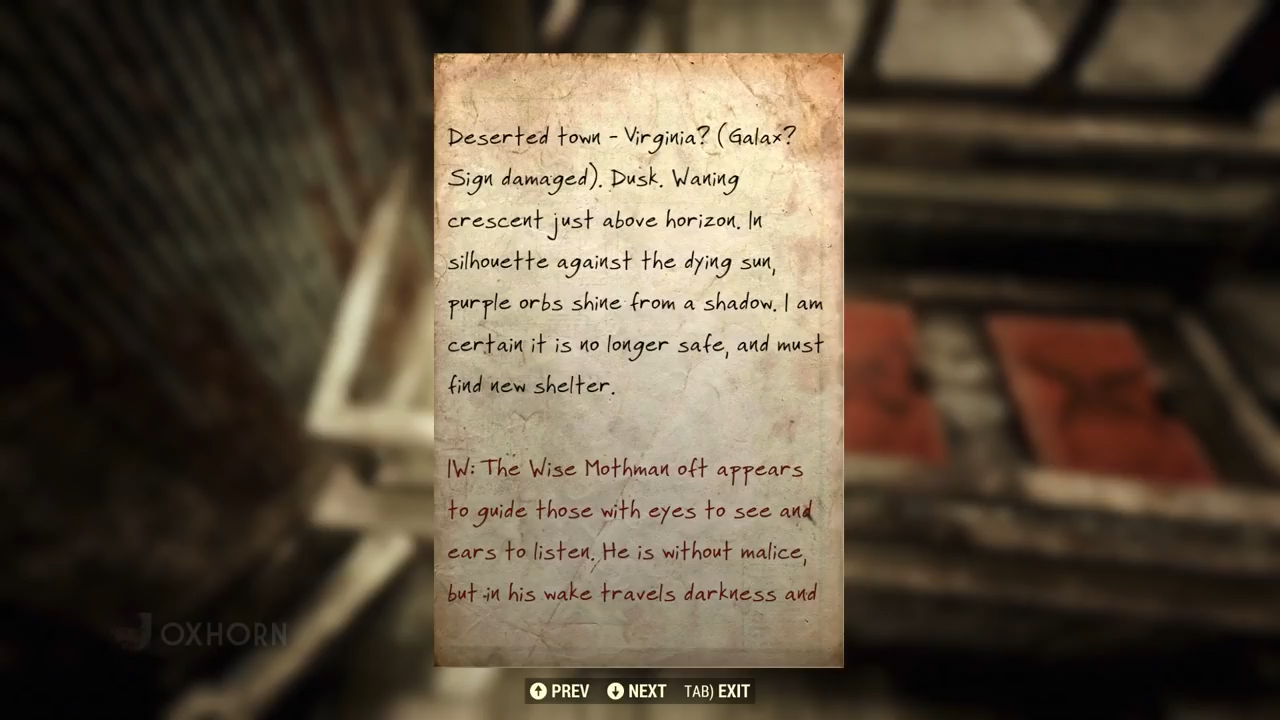 Deserted town - Virginia? (Galax?
Sign damaged). Dusk. Waning
crescent just above horizon. In
silhouette against the dying sun,
purple orbs shine from a shadow. I am
certain it is no longer safe, and must
find new shelter.
IW: The Wise Mothman oft appears
to guide those with eyes to see and
ears to listen. He is without malice,
but in his wake travels darkness and
OXHORN
PREV NEXT TAB) EXIT